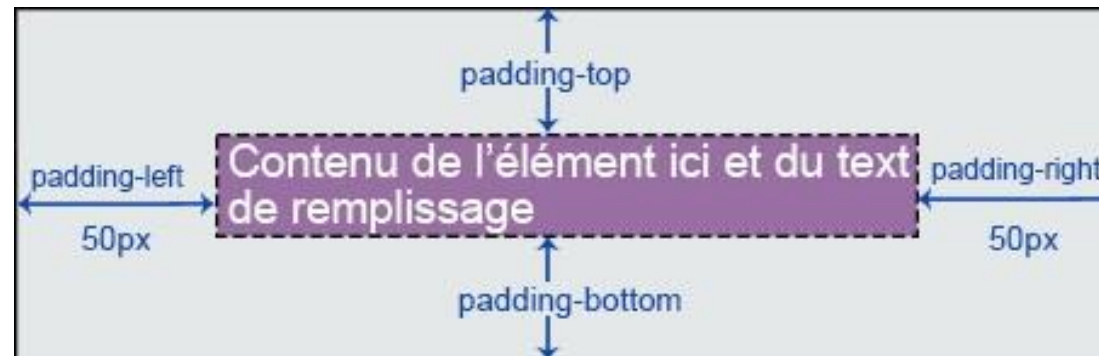 padding-top
Contenu de l’élément ici et du text
de remplissage
padding-left
50px
padding-right
50px
padding-bottom